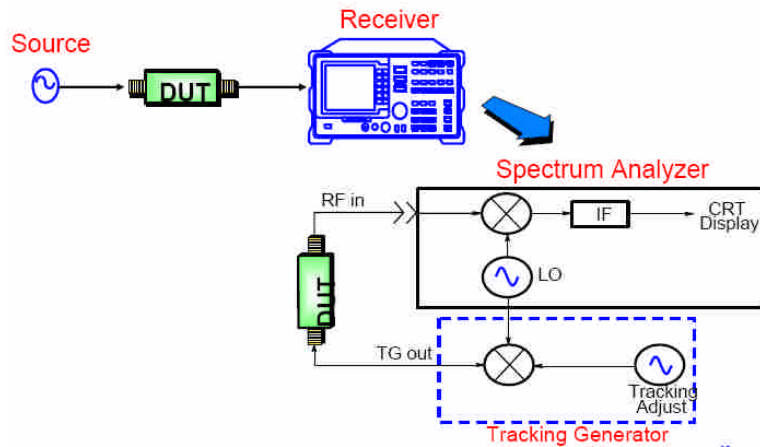 Receiver
Source
DUT
Spectrum Analyzer
RF in
IF
CRT
Display
DUT
LO
TG out
Tracking
Adjust
Tracking Generator